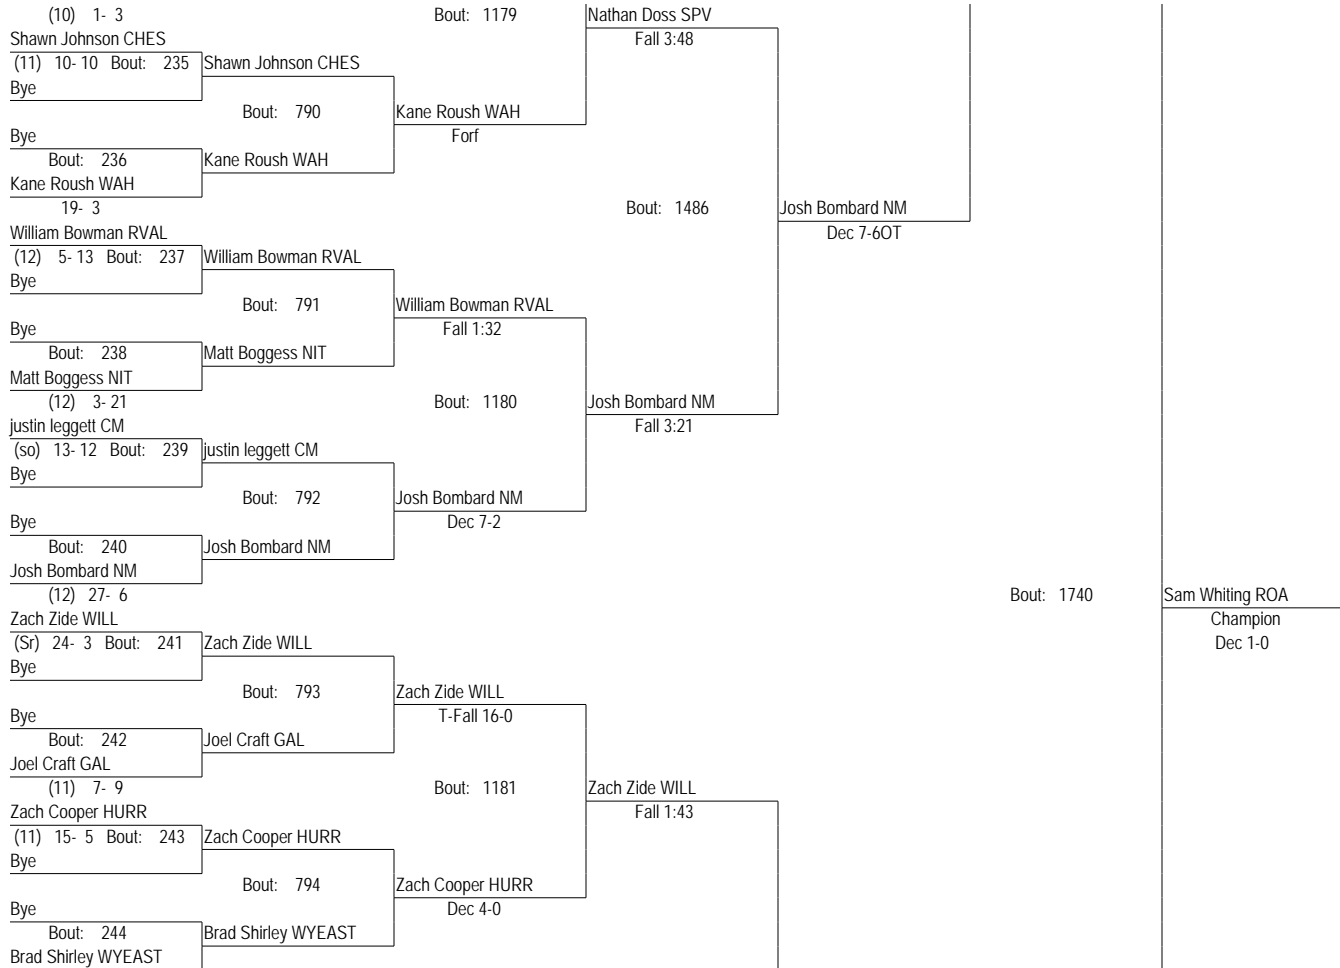 (10) 1- 3 Bout: 1179 Nathan Doss SPV
Shawn Johnson CHES Fall 3:48
(11) 10- 10 Bout: 235 Shawn Johnson CHES
Bye
Bout: 790 Kane Roush WAH
Bye Forf
Bout: 236 Kane Roush WAH
Kane Roush WAH
19- 3 Bout: 1486 Josh Bombard NM
William Bowman RVAL Dec 7-6OT
(12) 5- 13 Bout: 237 William Bowman RVAL
Bye
Bout: 791 William Bowman RVAL
Bye Fall 1:32
Bout: 238 Matt Boggess NIT
Matt Boggess NIT
(12) 3- 21 Bout: 1180 Josh Bombard NM
justin leggett CM Fall 3:21
(so) 13- 12 Bout: 239 justin leggett CM
Bye
Bout: 792 Josh Bombard NM
Bye Dec 7-2
Bout: 240 Josh Bombard NM
Josh Bombard NM
(12) 27- 6 Bout: 1740 Sam Whiting ROA
Zach Zide WILL Champion
(Sr) 24- 3 Bout: 241 Zach Zide WILL Dec 1-0
Bye
Bout: 793 Zach Zide WILL
Bye T-Fall 16-0
Bout: 242 Joel Craft GAL
Joel Craft GAL
(11) 7- 9 Bout: 1181 Zach Zide WILL
Zach Cooper HURR Fall 1:43
(11) 15- 5 Bout: 243 Zach Cooper HURR
Bye
Bout: 794 Zach Cooper HURR
Bye Dec 4-0
Bout: 244 Brad Shirley WYEAST
Brad Shirley WYEAST